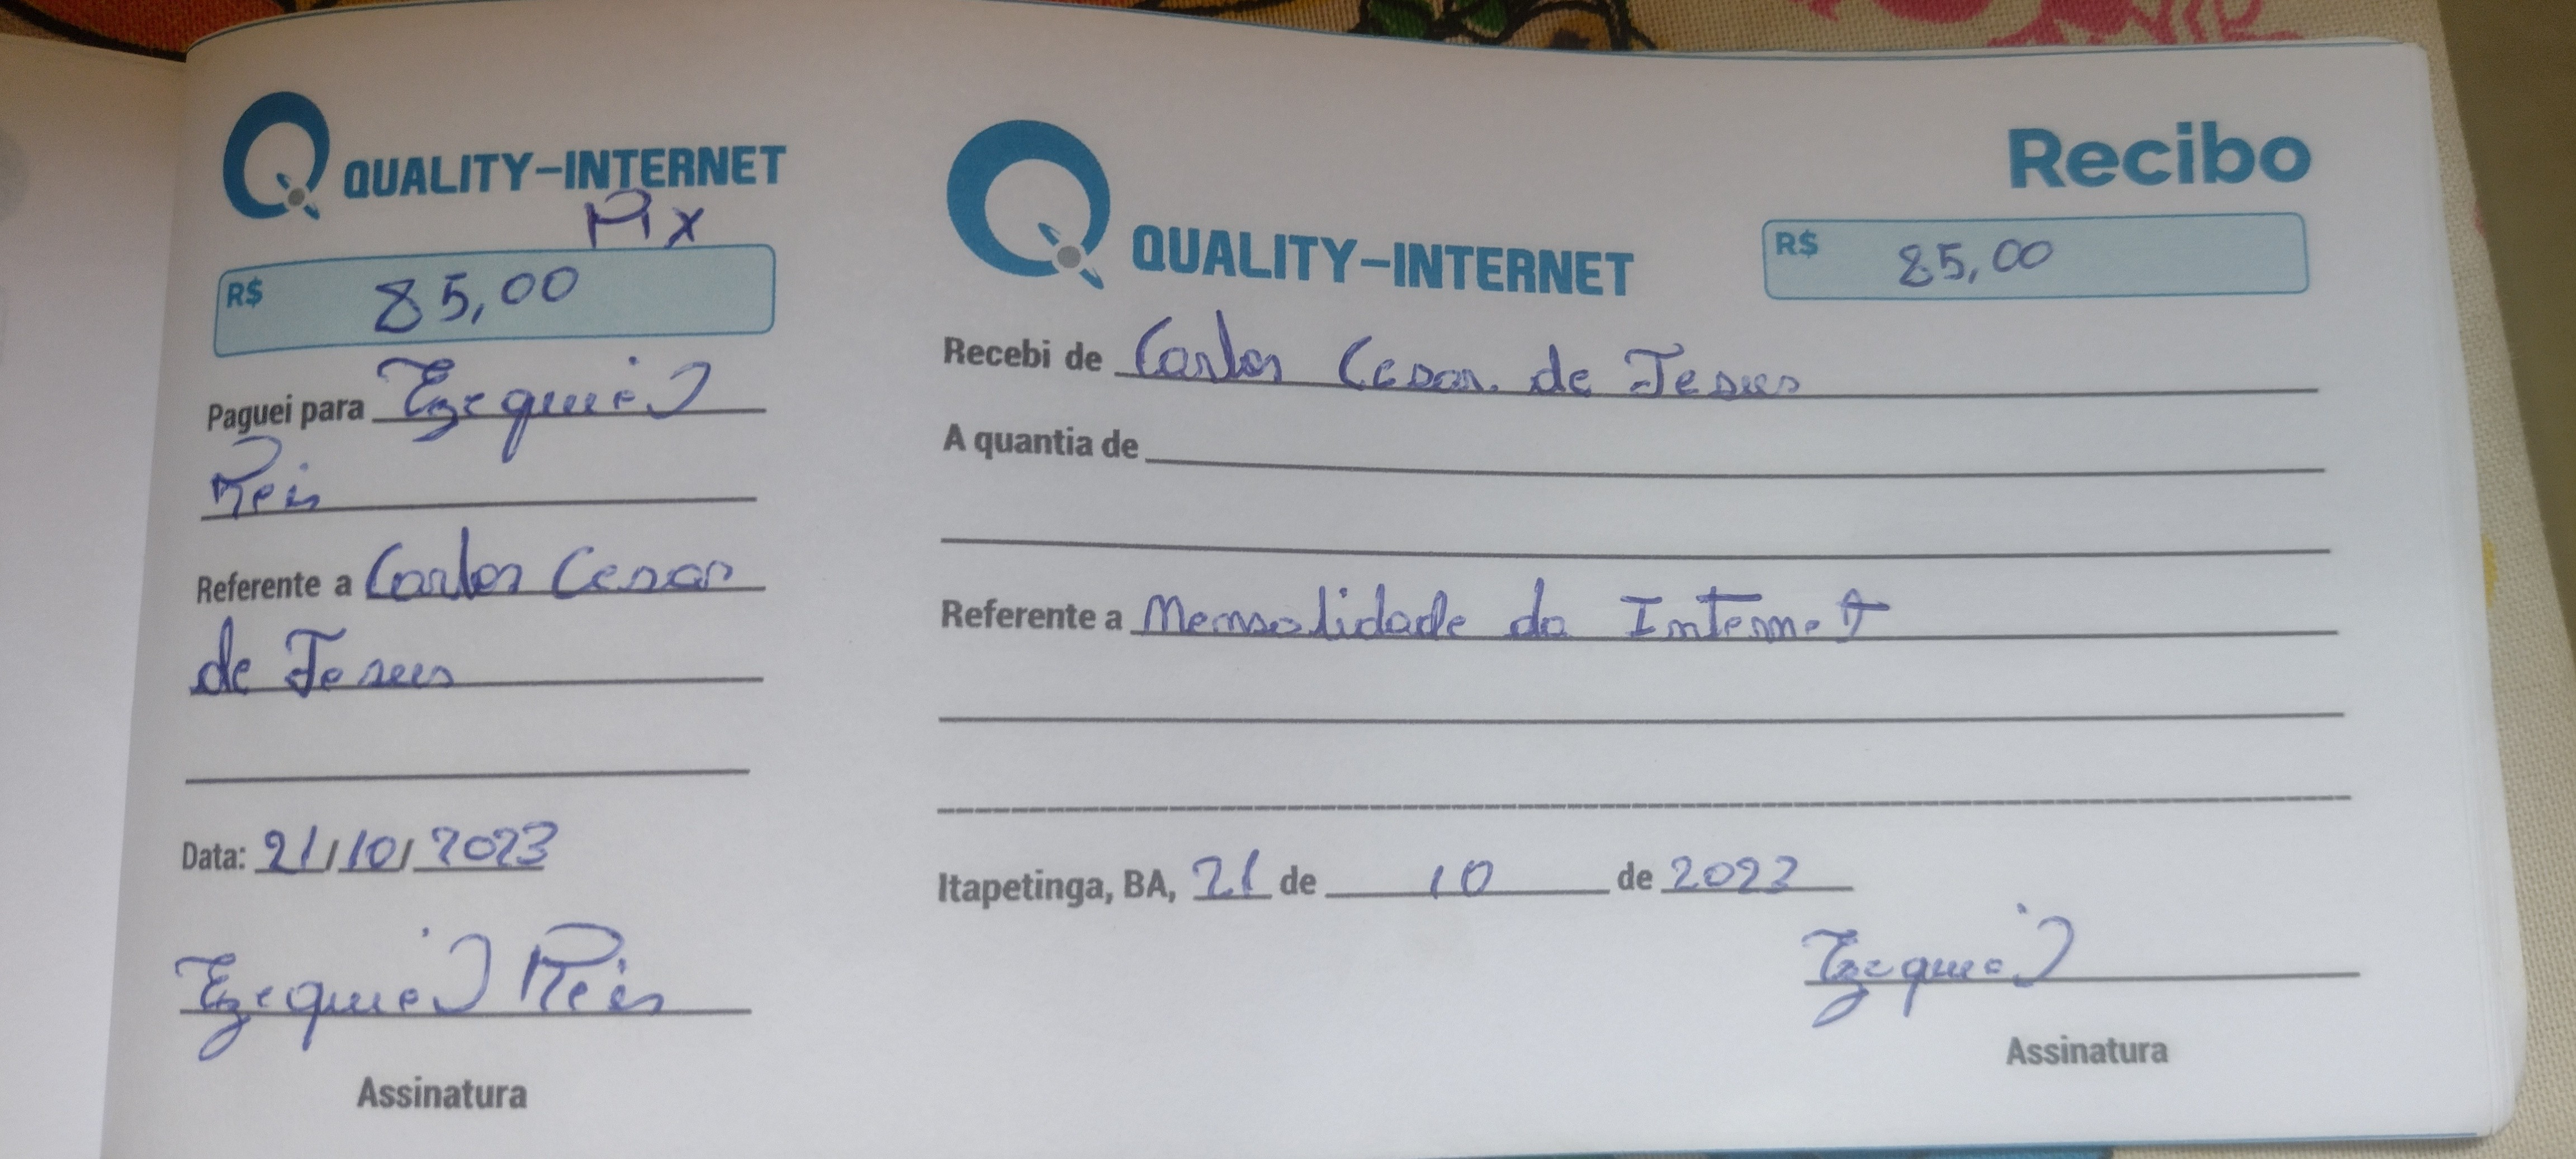 QUALITY-INTERNET
Pix
R$ 85,00
Paguei para Ezequiel
Reis
Referente a Carlos Cesar
de Jesus
Data: 21/10/2023
Ezequiel Reis
Assinatura
QUALITY-INTERNET
Recibo
R$ 85,00
Recebi de Carlos Cesar. de Jesus
A quantia de
Referente a Mensalidade da Internet
Itapetinga, BA, 21 de 10 de 2023
Ezequiel
Assinatura